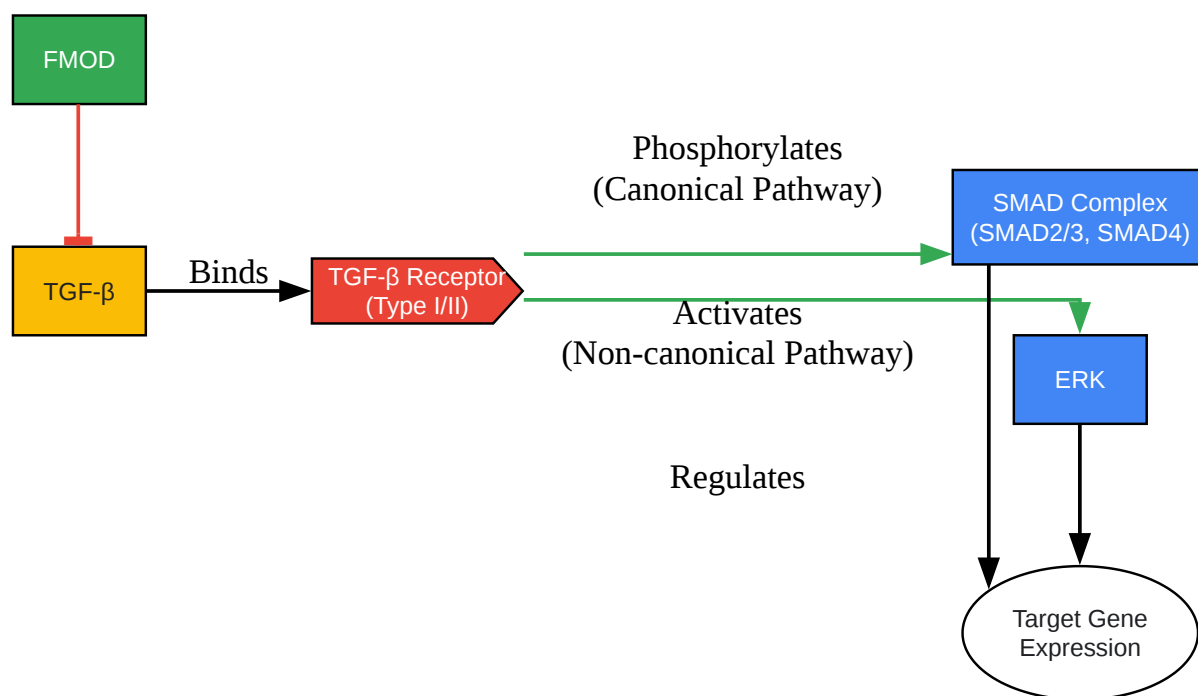 FMOD
Phosphorylates
(Canonical Pathway)
SMAD Complex
(SMAD2/3, SMAD4)
TGF-β
Binds
TGF-β Receptor
(Type I/II)
Activates
(Non-canonical Pathway)
ERK
Regulates
Target Gene
Expression